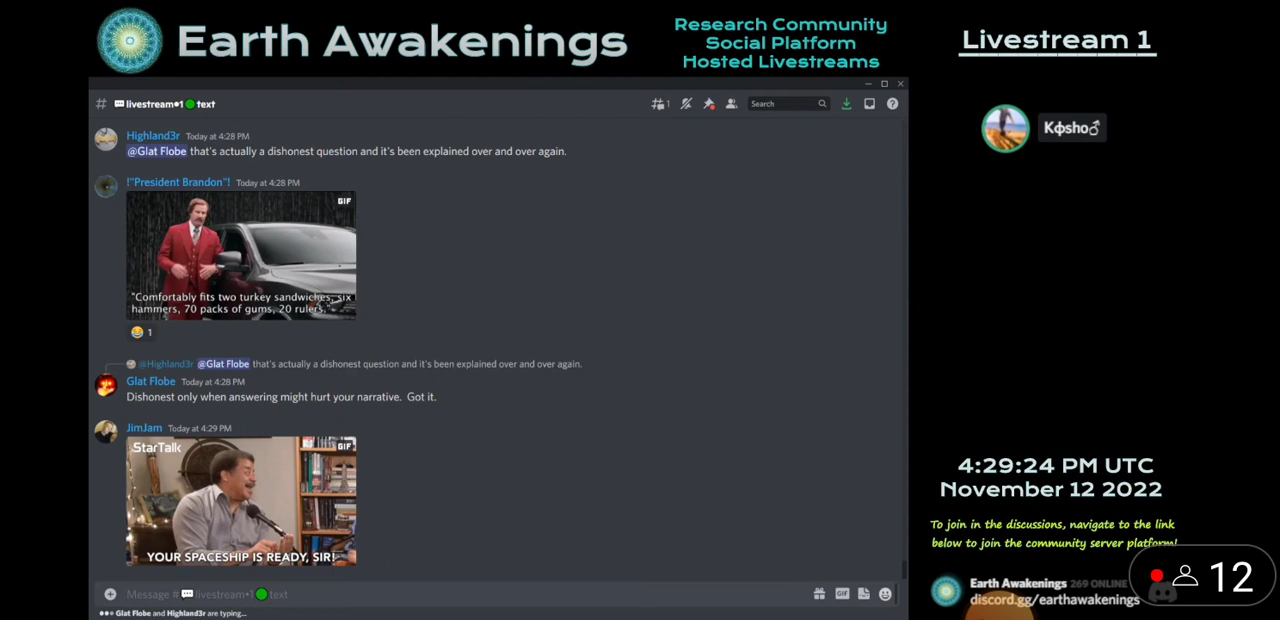 Earth Awakenings
Research Community
Social Platform
Hosted Livestreams
Livestream 1
# 💬livestream•1🟢text
1
Search
Kφsho♂
Highland3r Today at 4:28 PM
@Glat Flobe that's actually a dishonest question and it's been explained over and over again.
!"President Brandon"! Today at 4:28 PM
GIF
"Comfortably fits two turkey sandwiches, six
hammers, 70 packs of gums, 20 rulers,"
😂 1
@Highland3r @Glat Flobe that's actually a dishonest question and it's been explained over and over again.
Glat Flobe Today at 4:28 PM
Dishonest only when answering might hurt your narrative. Got it.
JimJam Today at 4:29 PM
StarTalk
GIF
YOUR SPACESHIP IS READY, SIR!
Message #💬livestream•1🟢text
GIF
Glat Flobe and Highland3r are typing...
4:29:24 PM UTC
November 12 2022
To join in the discussions, navigate to the link
below to join the community server platform!
Earth Awakenings 269 ONLINE
discord.gg/earthawakenings
12